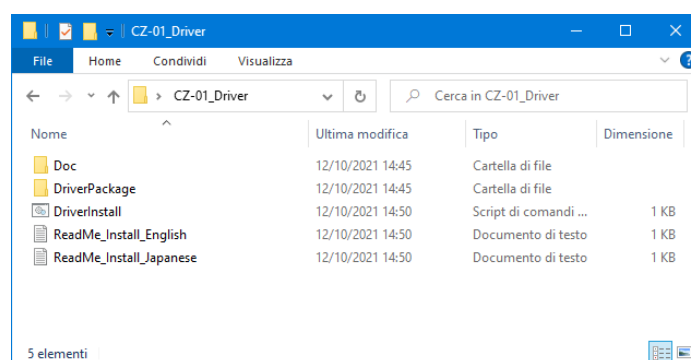 CZ-01_Driver
File Home Condividi Visualizza
CZ-01_Driver Cerca in CZ-01_Driver
Nome Ultima modifica Tipo Dimensione
Doc 12/10/2021 14:45 Cartella di file
DriverPackage 12/10/2021 14:45 Cartella di file
DriverInstall 12/10/2021 14:50 Script di comandi ... 1 KB
ReadMe_Install_English 12/10/2021 14:50 Documento di testo 1 KB
ReadMe_Install_Japanese 12/10/2021 14:50 Documento di testo 1 KB
5 elementi